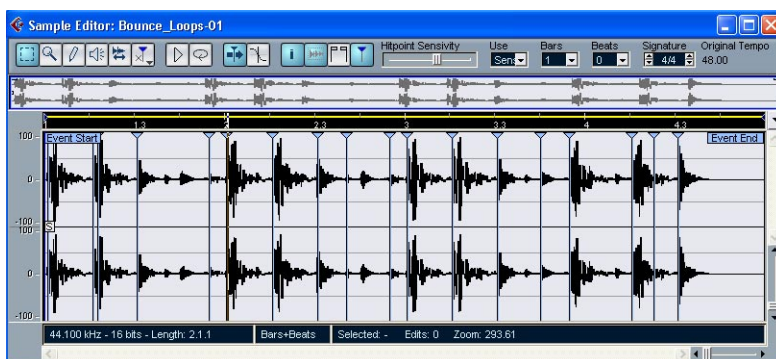 Sample Editor: Bounce_Loops-01
Hitpoint Sensivity Use Bars Beats Signature Original Tempo
Sens 1 0 4/4 48.00
1.3 2 2.3 3 3.3 4 4.3
100 Event Start Event End
0
-100
S
100
0
-100
44.100 kHz - 16 bits - Length: 2.1.1 Bars+Beats Selected: - Edits: 0 Zoom: 293.61